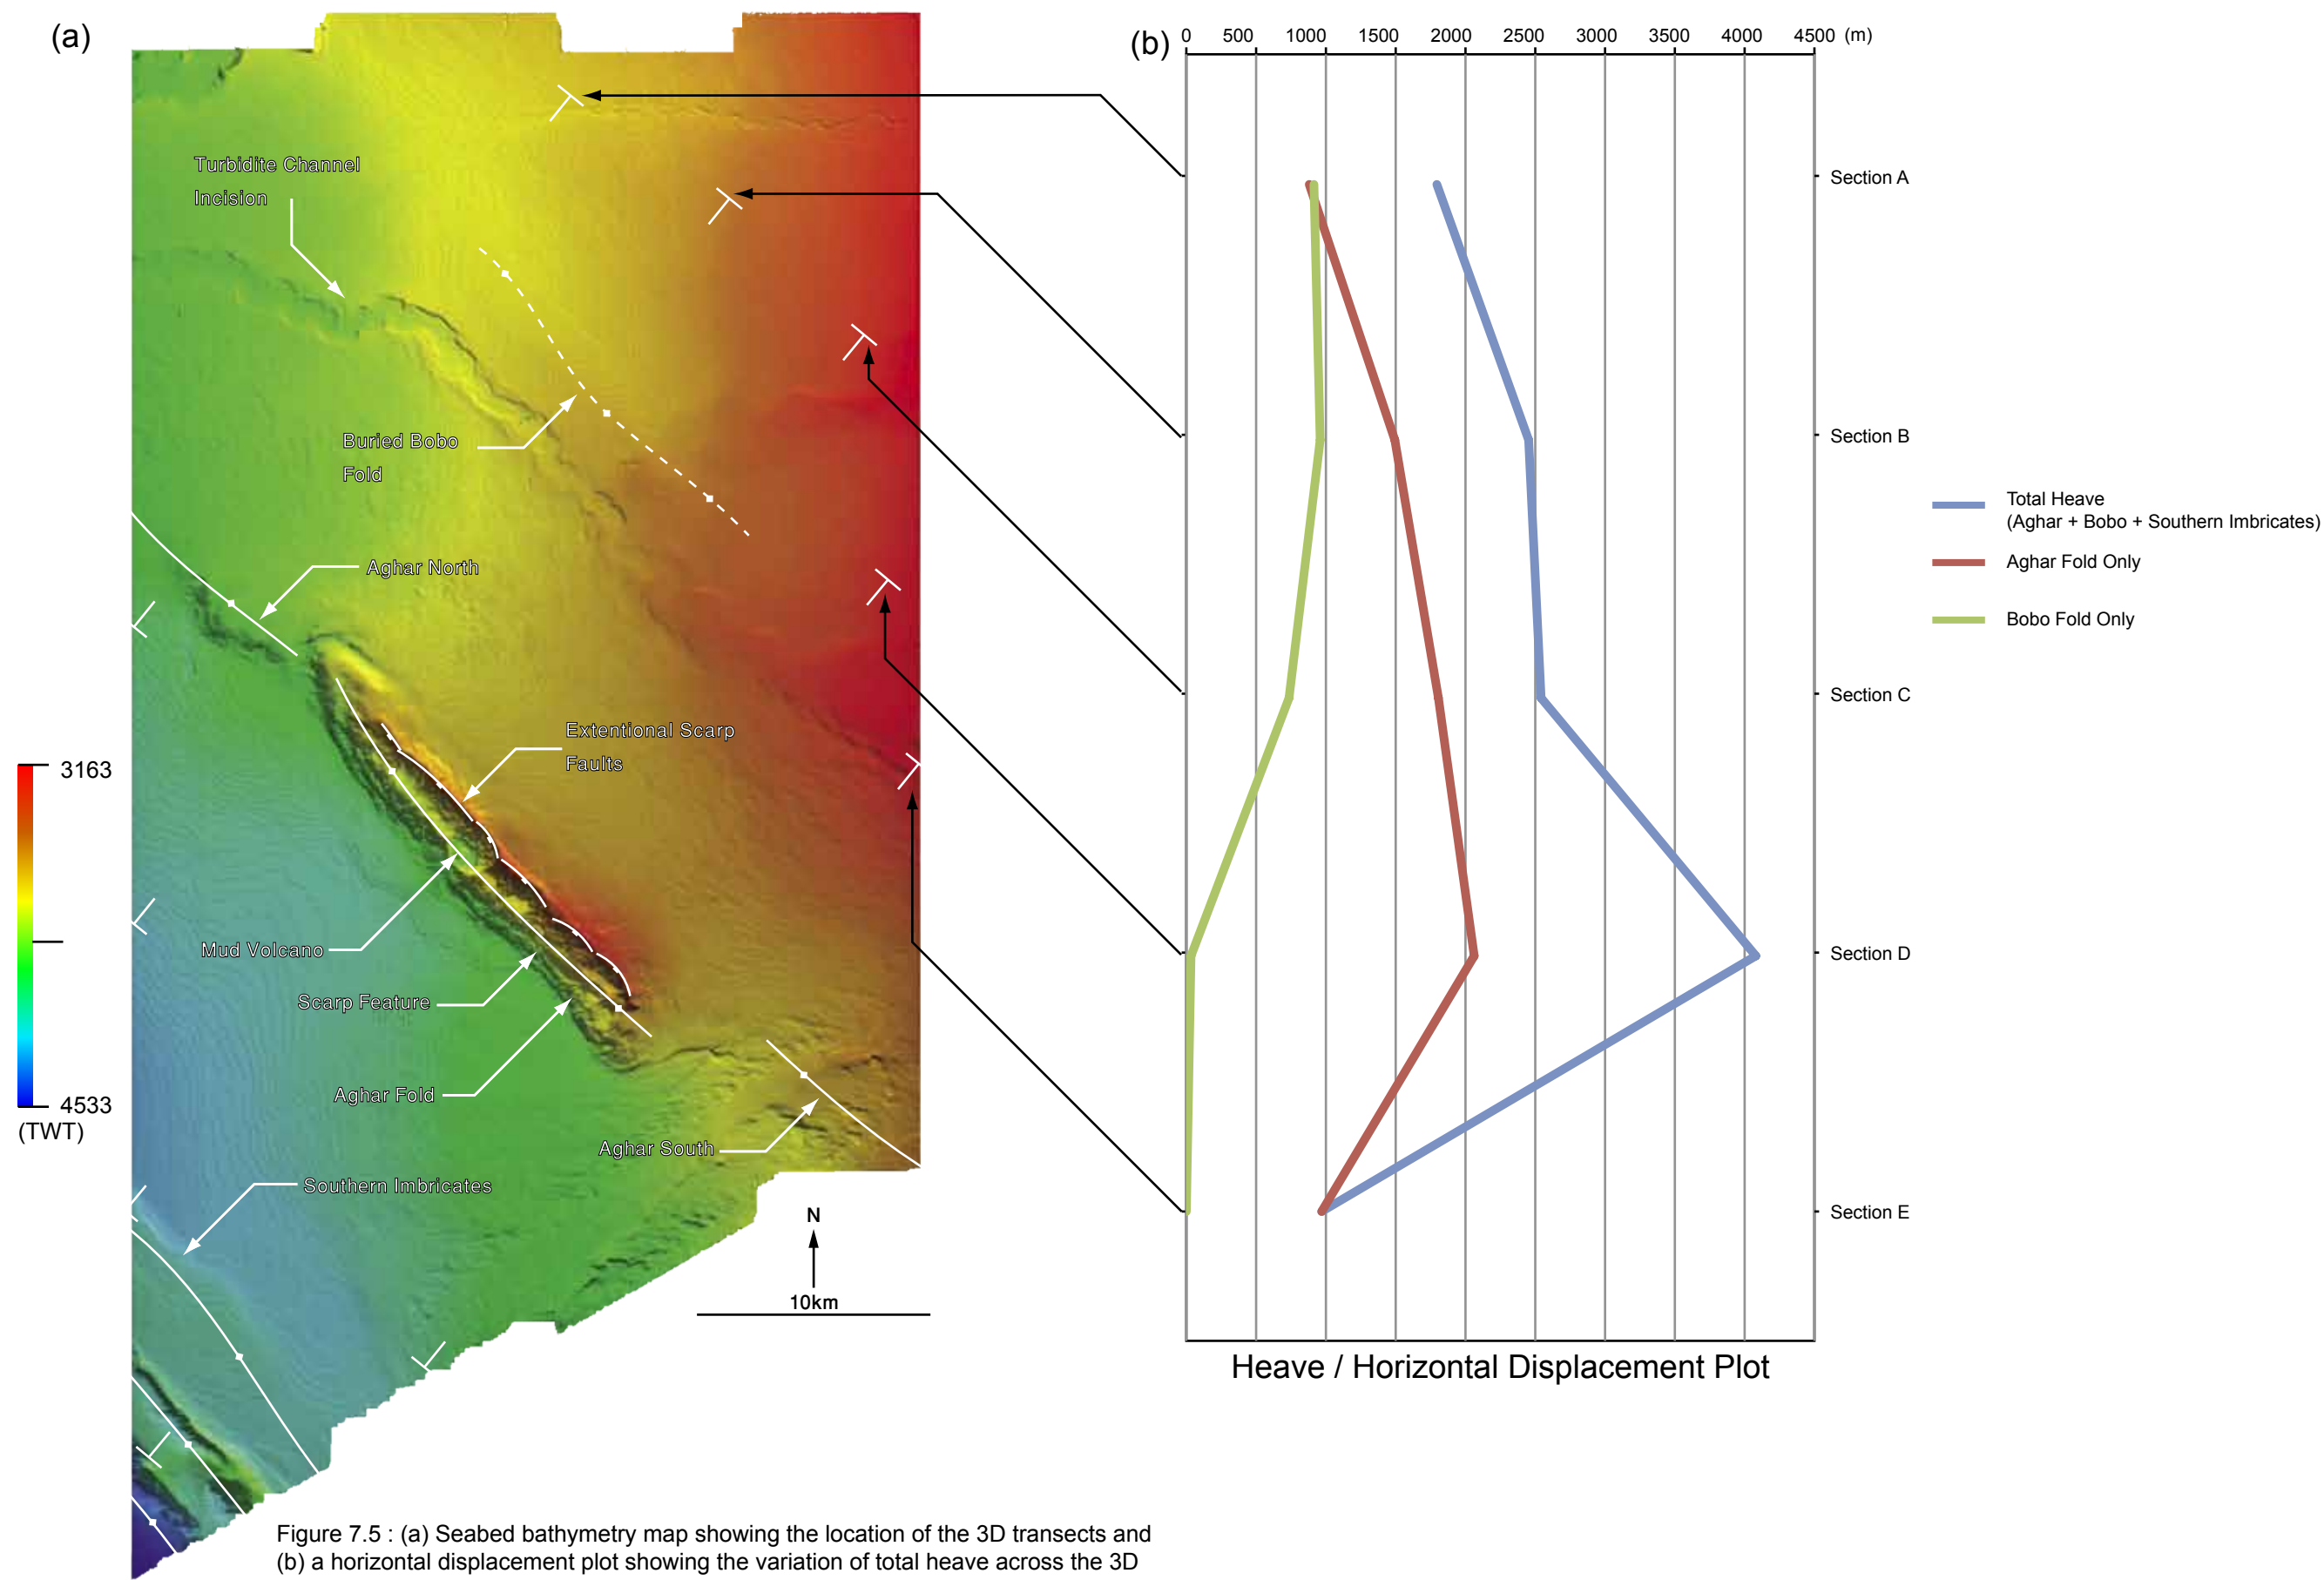 (a)
Turbidite Channel
Incision
Buried Bobo
Fold
Aghar North
Extentional Scarp
Faults
Mud Volcano
Scarp Feature
Aghar Fold
Aghar South
Southern Imbricates
3163
4533
(TWT)
N
10km
(b)
0 500 1000 1500 2000 2500 3000 3500 4000 4500 (m)
Section A
Section B
Section C
Section D
Section E
Total Heave
(Aghar + Bobo + Southern Imbricates)
Aghar Fold Only
Bobo Fold Only
Heave / Horizontal Displacement Plot
Figure 7.5 : (a) Seabed bathymetry map showing the location of the 3D transects and
(b) a horizontal displacement plot showing the variation of total heave across the 3D